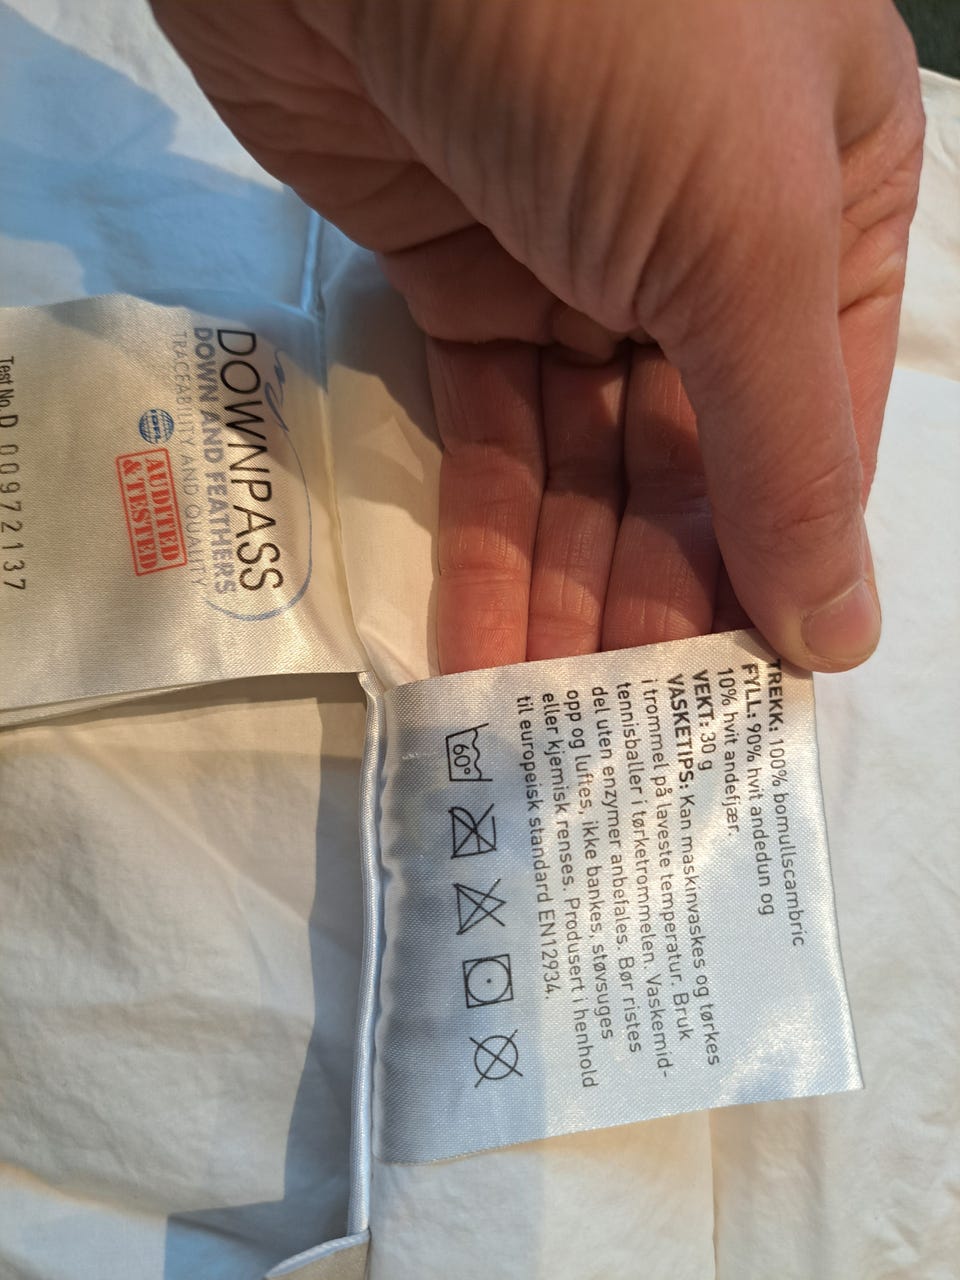 DOWNPASS
DOWN AND FEATHERS
TRACEABILITY AND QUALITY
IDFL
AUDITED
& TESTED
Test No. D 00972137
TREKK: 100% bomullscambric
FYLL: 90% hvit andedun og
10% hvit andefjær.
VEKT: 30 g
VASKETIPS: Kan maskinvaskes og tørkes
i trommel på laveste temperatur. Bruk
tennisballer i tørketrommelen. Vaskemid-
del uten enzymer anbefales. Bør ristes
opp og luftes, ikke bankes, støvsuges
eller kjemisk renses. Produsert i henhold
til europeisk standard EN12934.
60°